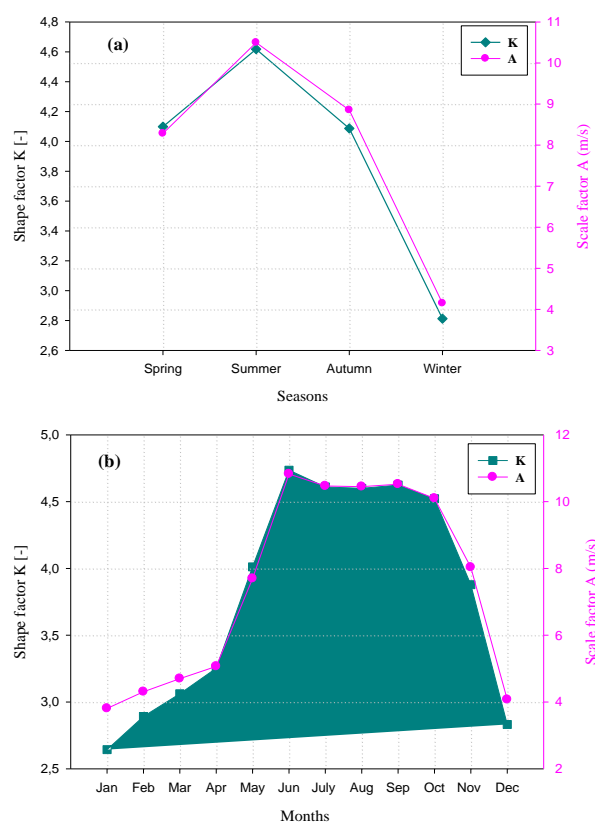 (a)
K
A
4,8
4,6
4,4
4,2
4,0
3,8
3,6
3,4
3,2
3,0
2,8
2,6
Shape factor K [-]
11
10
9
8
7
6
5
4
3
Scale factor A (m/s)
Spring Summer Autumn Winter
Seasons
(b)
K
A
5,0
4,5
4,0
3,5
3,0
2,5
Shape factor K [-]
12
10
8
6
4
2
Scale factor A (m/s)
Jan Feb Mar Apr May Jun July Aug Sep Oct Nov Dec
Months